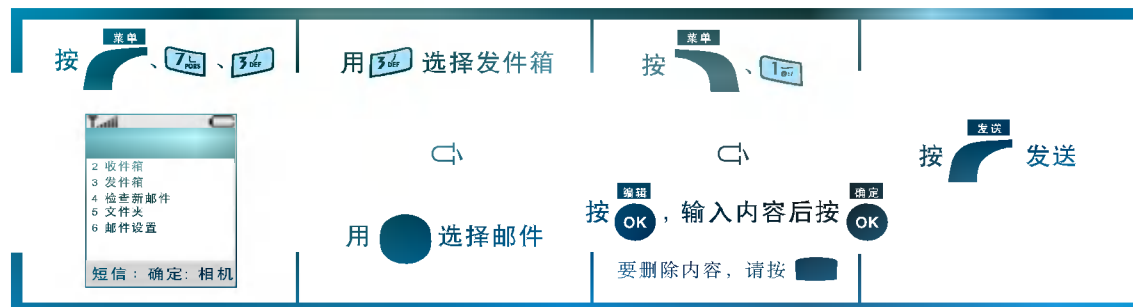 菜单
按 、7 PQRS、3 DEF
2 收件箱
3 发件箱
4 检查新邮件
5 文件夹
6 邮件设置
短信：确定：相机
用 3 DEF 选择发件箱
用 选择邮件
菜单
按 、1
编辑 确定
按 OK ，输入内容后按 OK
要删除内容，请按
发送
按 发送